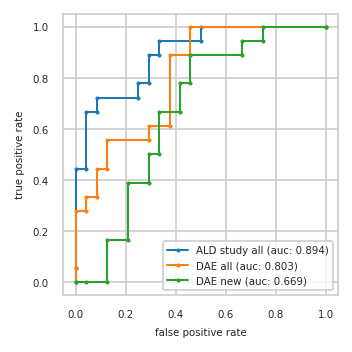 1.0
0.8
0.6
0.4
0.2
0.0
true positive rate
ALD study all (auc: 0.894)
DAE all (auc: 0.803)
DAE new (auc: 0.669)
0.0 0.2 0.4 0.6 0.8 1.0
false positive rate